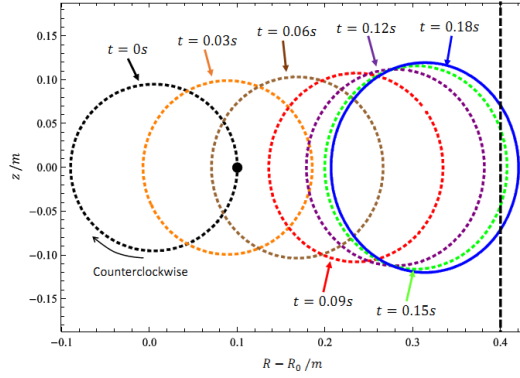 t = 0s
t = 0.03s
t = 0.06s
t = 0.12s
t = 0.18s
0.15
0.10
0.05
0.00
-0.05
-0.10
-0.15
z/m
Counterclockwise
t = 0.09s
t = 0.15s
-0.1 0.0 0.1 0.2 0.3 0.4
R - R₀/m